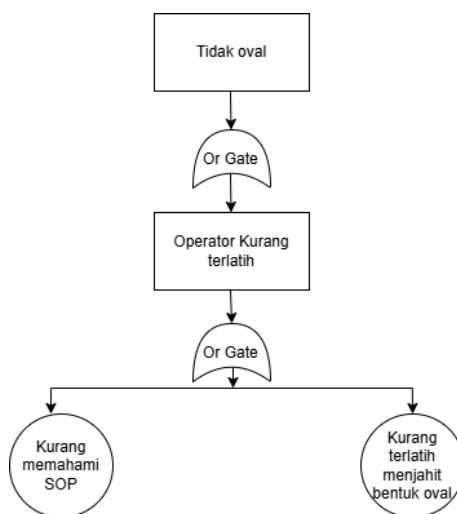 Tidak oval
Or Gate
Operator Kurang
terlatih
Or Gate
Kurang
memahami
SOP
Kurang
terlatih
menjahit
bentuk oval